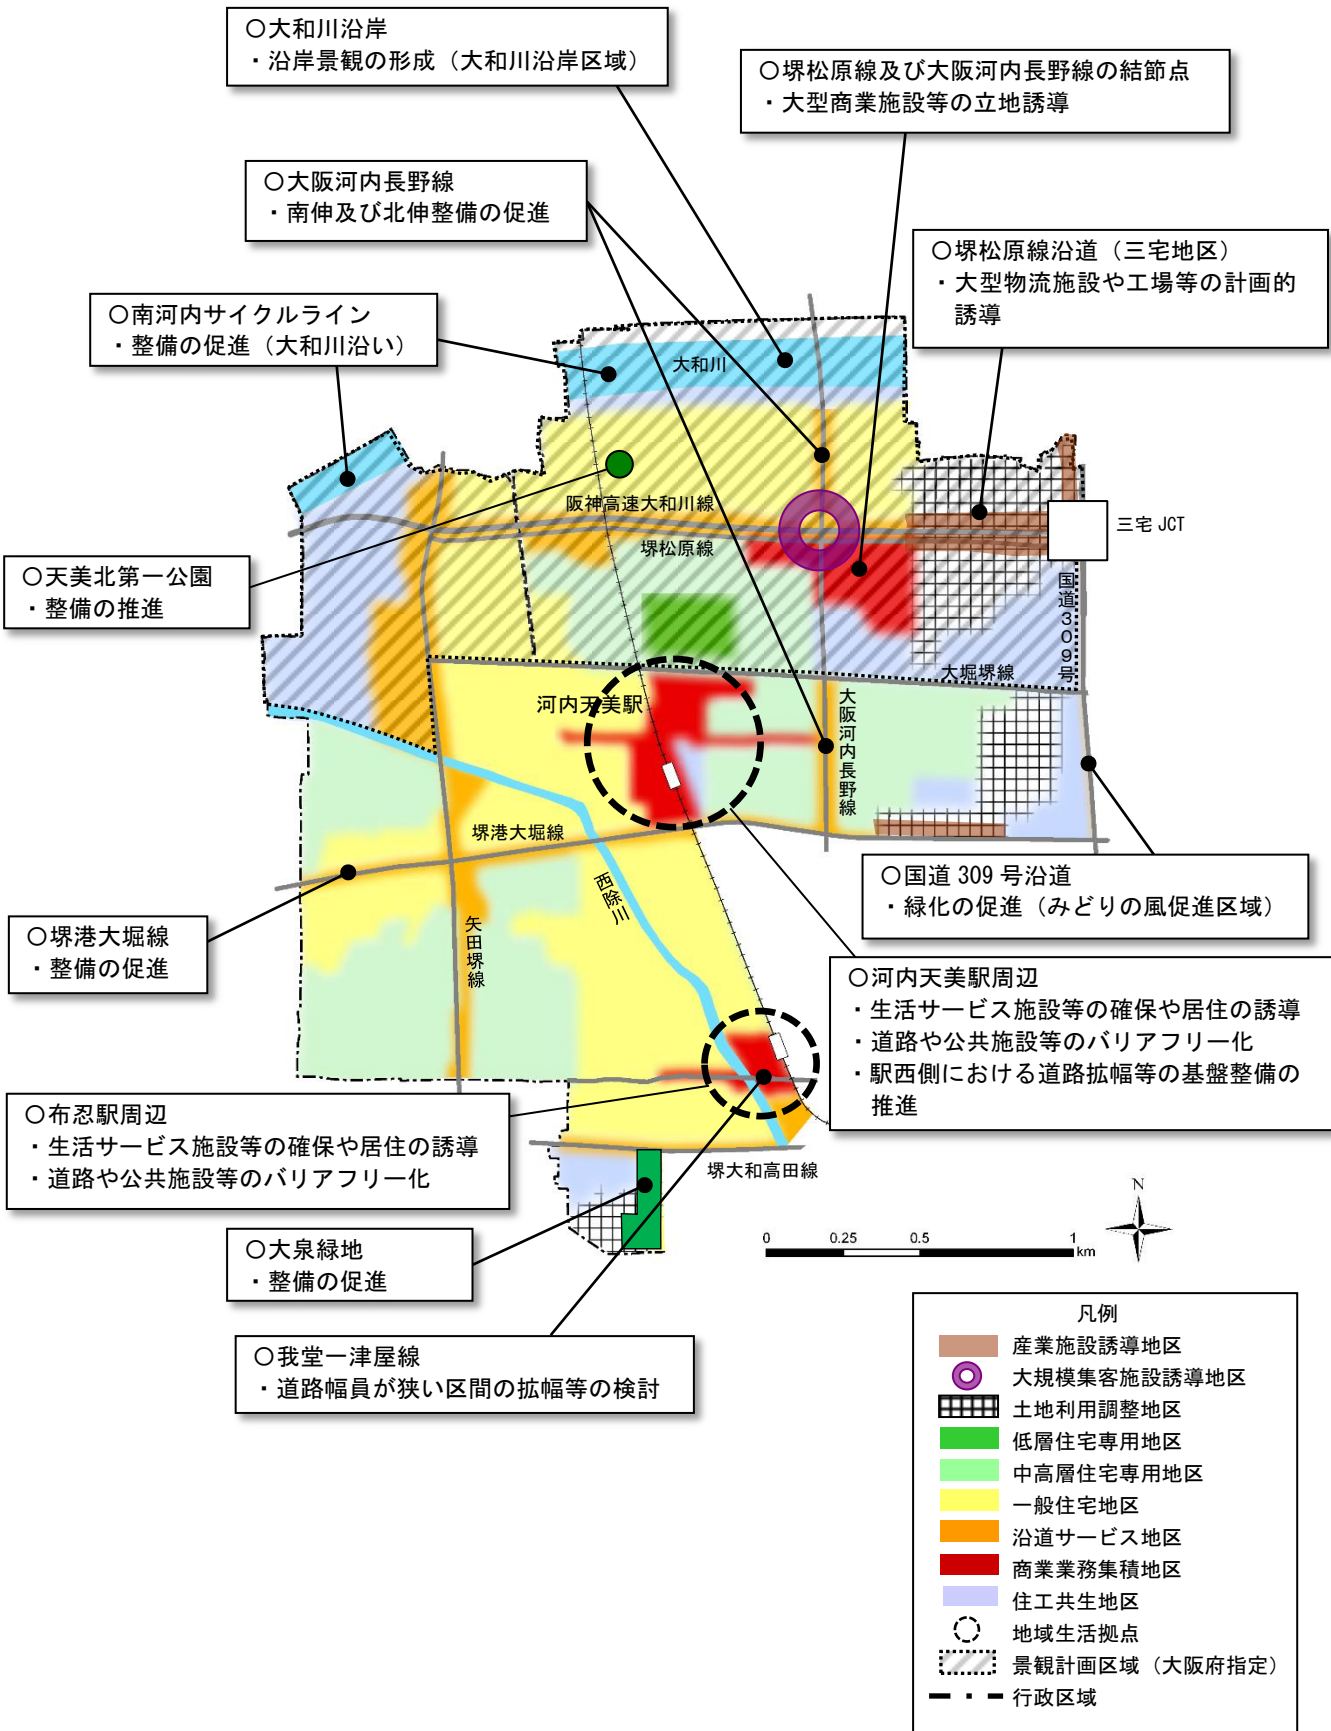 〇大和川沿岸
・沿岸景観の形成（大和川沿岸区域）
〇堺松原線及び大阪河内長野線の結節点
・大型商業施設等の立地誘導
〇大阪河内長野線
・南伸及び北伸整備の促進
〇堺松原線沿道（三宅地区）
・大型物流施設や工場等の計画的
誘導
〇南河内サイクルライン
・整備の促進（大和川沿い）
大和川
阪神高速大和川線
三宅 JCT
堺松原線
〇天美北第一公園
・整備の推進
国道309号
大堀堺線
河内天美駅
大阪河内長野線
堺港大堀線
西除川
〇国道 309 号沿道
・緑化の促進（みどりの風促進区域）
〇堺港大堀線
・整備の促進
矢田堺線
〇河内天美駅周辺
・生活サービス施設等の確保や居住の誘導
・道路や公共施設等のバリアフリー化
・駅西側における道路拡幅等の基盤整備の
推進
〇布忍駅周辺
・生活サービス施設等の確保や居住の誘導
・道路や公共施設等のバリアフリー化
堺大和高田線
N
0 0.25 0.5 1
km
〇大泉緑地
・整備の促進
〇我堂一津屋線
・道路幅員が狭い区間の拡幅等の検討
凡例
産業施設誘導地区
大規模集客施設誘導地区
土地利用調整地区
低層住宅専用地区
中高層住宅専用地区
一般住宅地区
沿道サービス地区
商業業務集積地区
住工共生地区
地域生活拠点
景観計画区域（大阪府指定）
行政区域